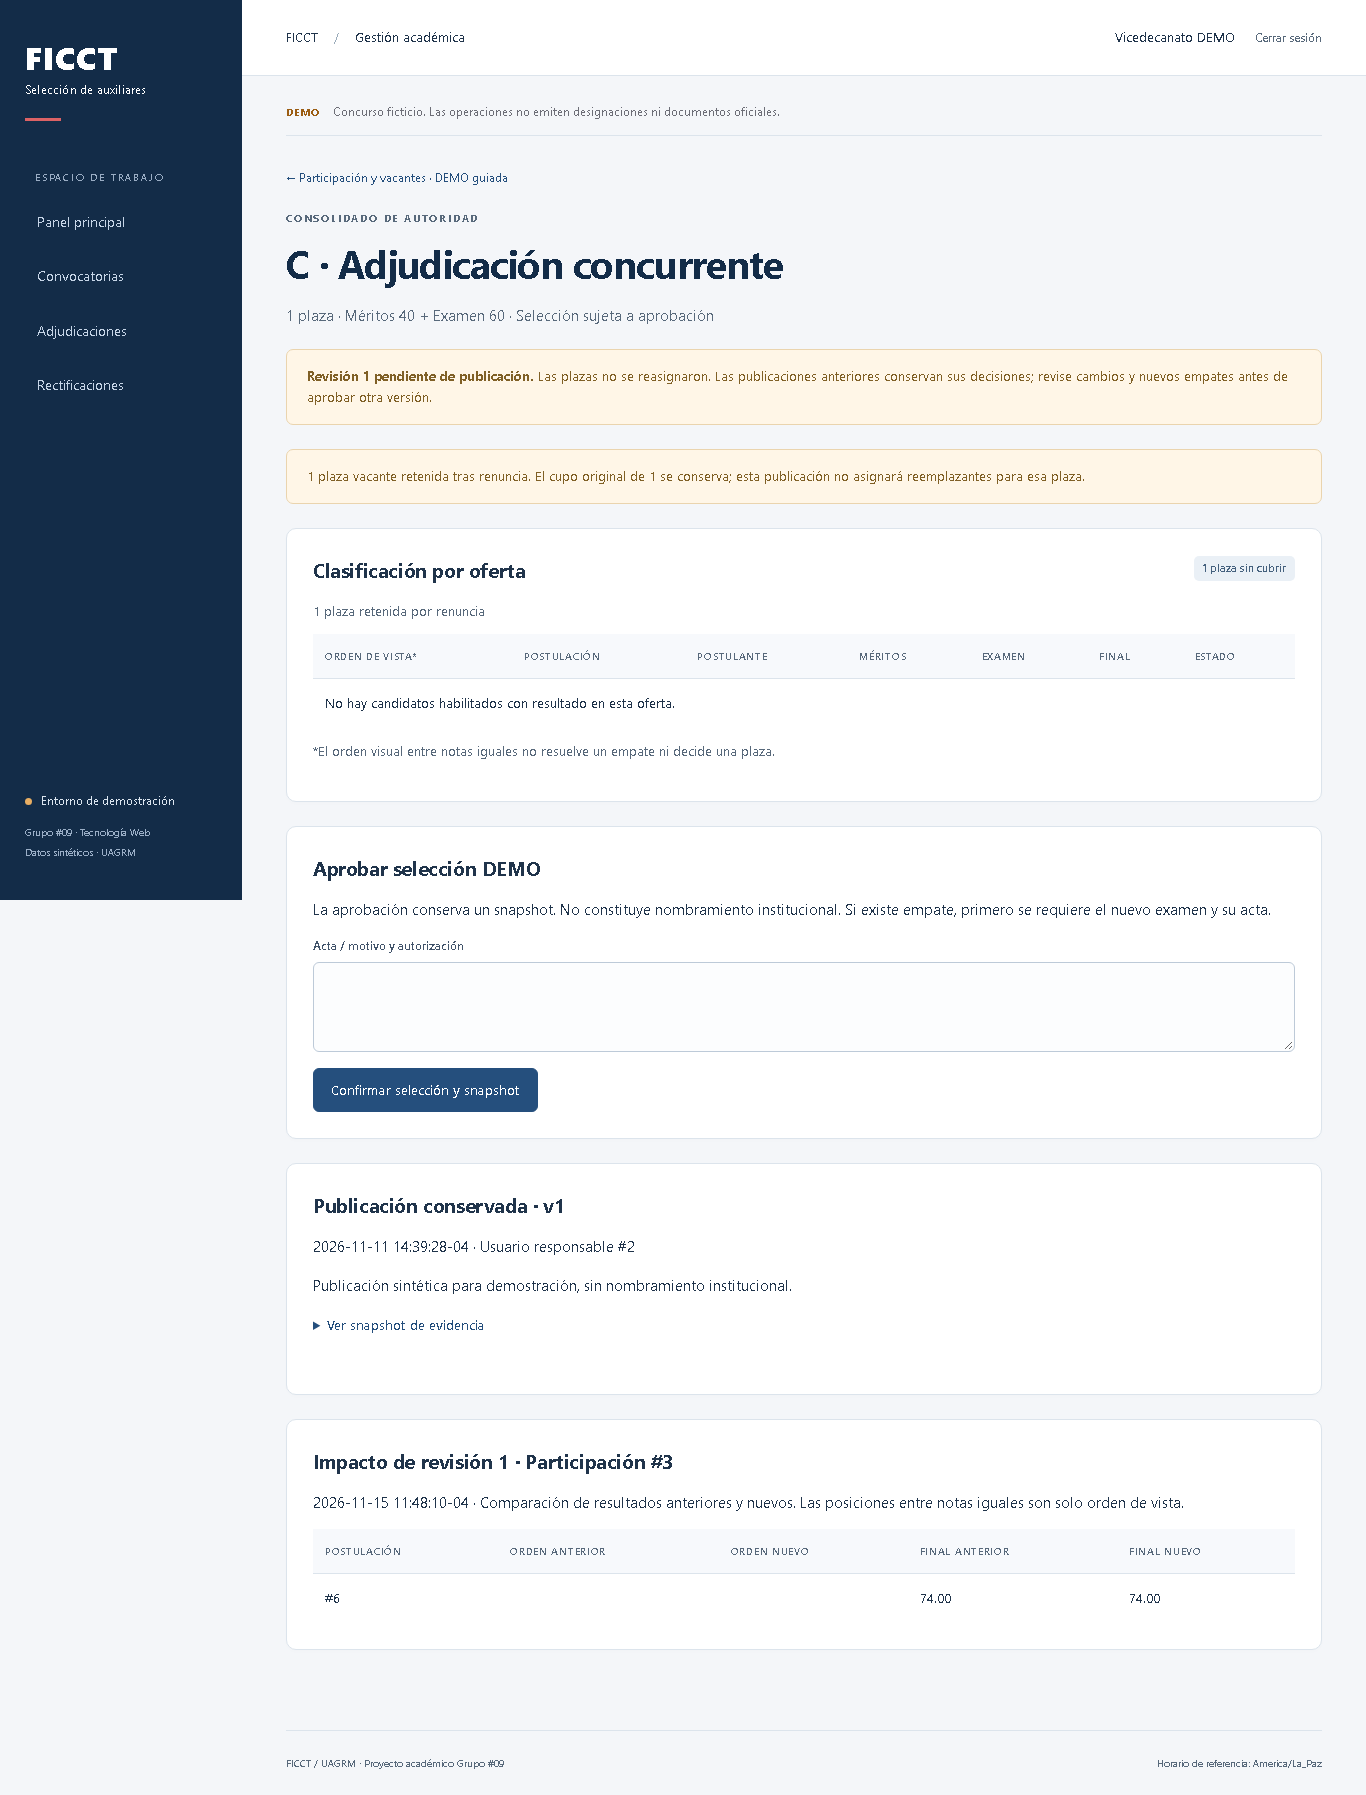 FICCT
Selección de auxiliares
ESPACIO DE TRABAJO
Panel principal
Convocatorias
Adjudicaciones
Rectificaciones
Entorno de demostración
Grupo #09 · Tecnología Web
Datos sintéticos · UAGRM
FICCT / Gestión académica
Vicedecanato DEMO Cerrar sesión
DEMO Concurso ficticio. Las operaciones no emiten designaciones ni documentos oficiales.
← Participación y vacantes · DEMO guiada
CONSOLIDADO DE AUTORIDAD
C · Adjudicación concurrente
1 plaza · Méritos 40 + Examen 60 · Selección sujeta a aprobación
Revisión 1 pendiente de publicación. Las plazas no se reasignaron. Las publicaciones anteriores conservan sus decisiones; revise cambios y nuevos empates antes de
aprobar otra versión.
1 plaza vacante retenida tras renuncia. El cupo original de 1 se conserva; esta publicación no asignará reemplazantes para esa plaza.
Clasificación por oferta
1 plaza sin cubrir
1 plaza retenida por renuncia
ORDEN DE VISTA* POSTULACIÓN POSTULANTE MÉRITOS EXAMEN FINAL ESTADO
No hay candidatos habilitados con resultado en esta oferta.
*El orden visual entre notas iguales no resuelve un empate ni decide una plaza.
Aprobar selección DEMO
La aprobación conserva un snapshot. No constituye nombramiento institucional. Si existe empate, primero se requiere el nuevo examen y su acta.
Acta / motivo y autorización
Confirmar selección y snapshot
Publicación conservada · v1
2026-11-11 14:39:28-04 · Usuario responsable #2
Publicación sintética para demostración, sin nombramiento institucional.
▶ Ver snapshot de evidencia
Impacto de revisión 1 · Participación #3
2026-11-15 11:48:10-04 · Comparación de resultados anteriores y nuevos. Las posiciones entre notas iguales son solo orden de vista.
POSTULACIÓN ORDEN ANTERIOR ORDEN NUEVO FINAL ANTERIOR FINAL NUEVO
#6 74.00 74.00
FICCT / UAGRM · Proyecto académico Grupo #09
Horario de referencia: America/La_Paz